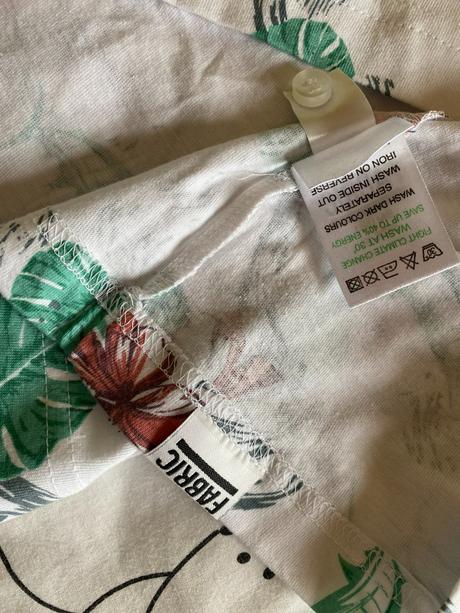 FIGHT CLIMATE CHANGE
WASH AT 30°
SAVE UP TO 40% ENERGY
WASH DARK COLOURS
SEPARATELY
WASH INSIDE OUT
IRON ON REVERSE
FABRIC